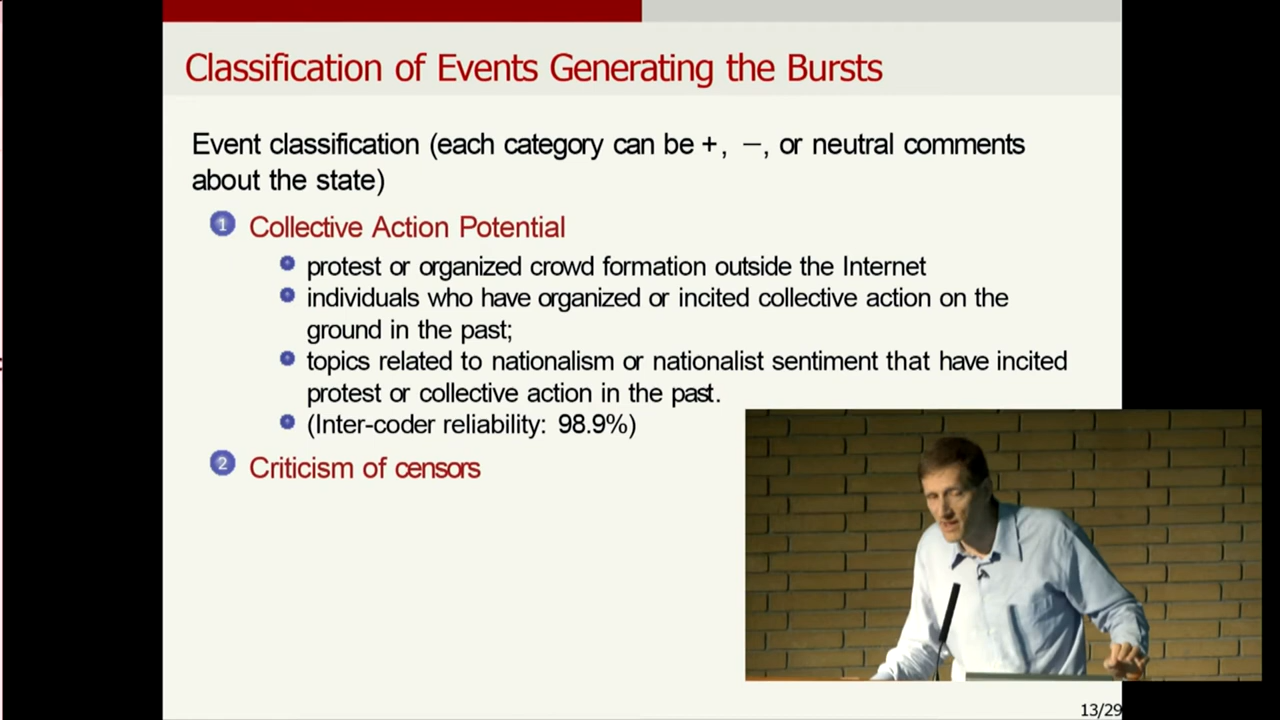 Classification of Events Generating the Bursts
Event classification (each category can be +, −, or neutral comments
about the state)
1 Collective Action Potential
protest or organized crowd formation outside the Internet
individuals who have organized or incited collective action on the
ground in the past;
topics related to nationalism or nationalist sentiment that have incited
protest or collective action in the past.
(Inter-coder reliability: 98.9%)
2 Criticism of censors
13/29